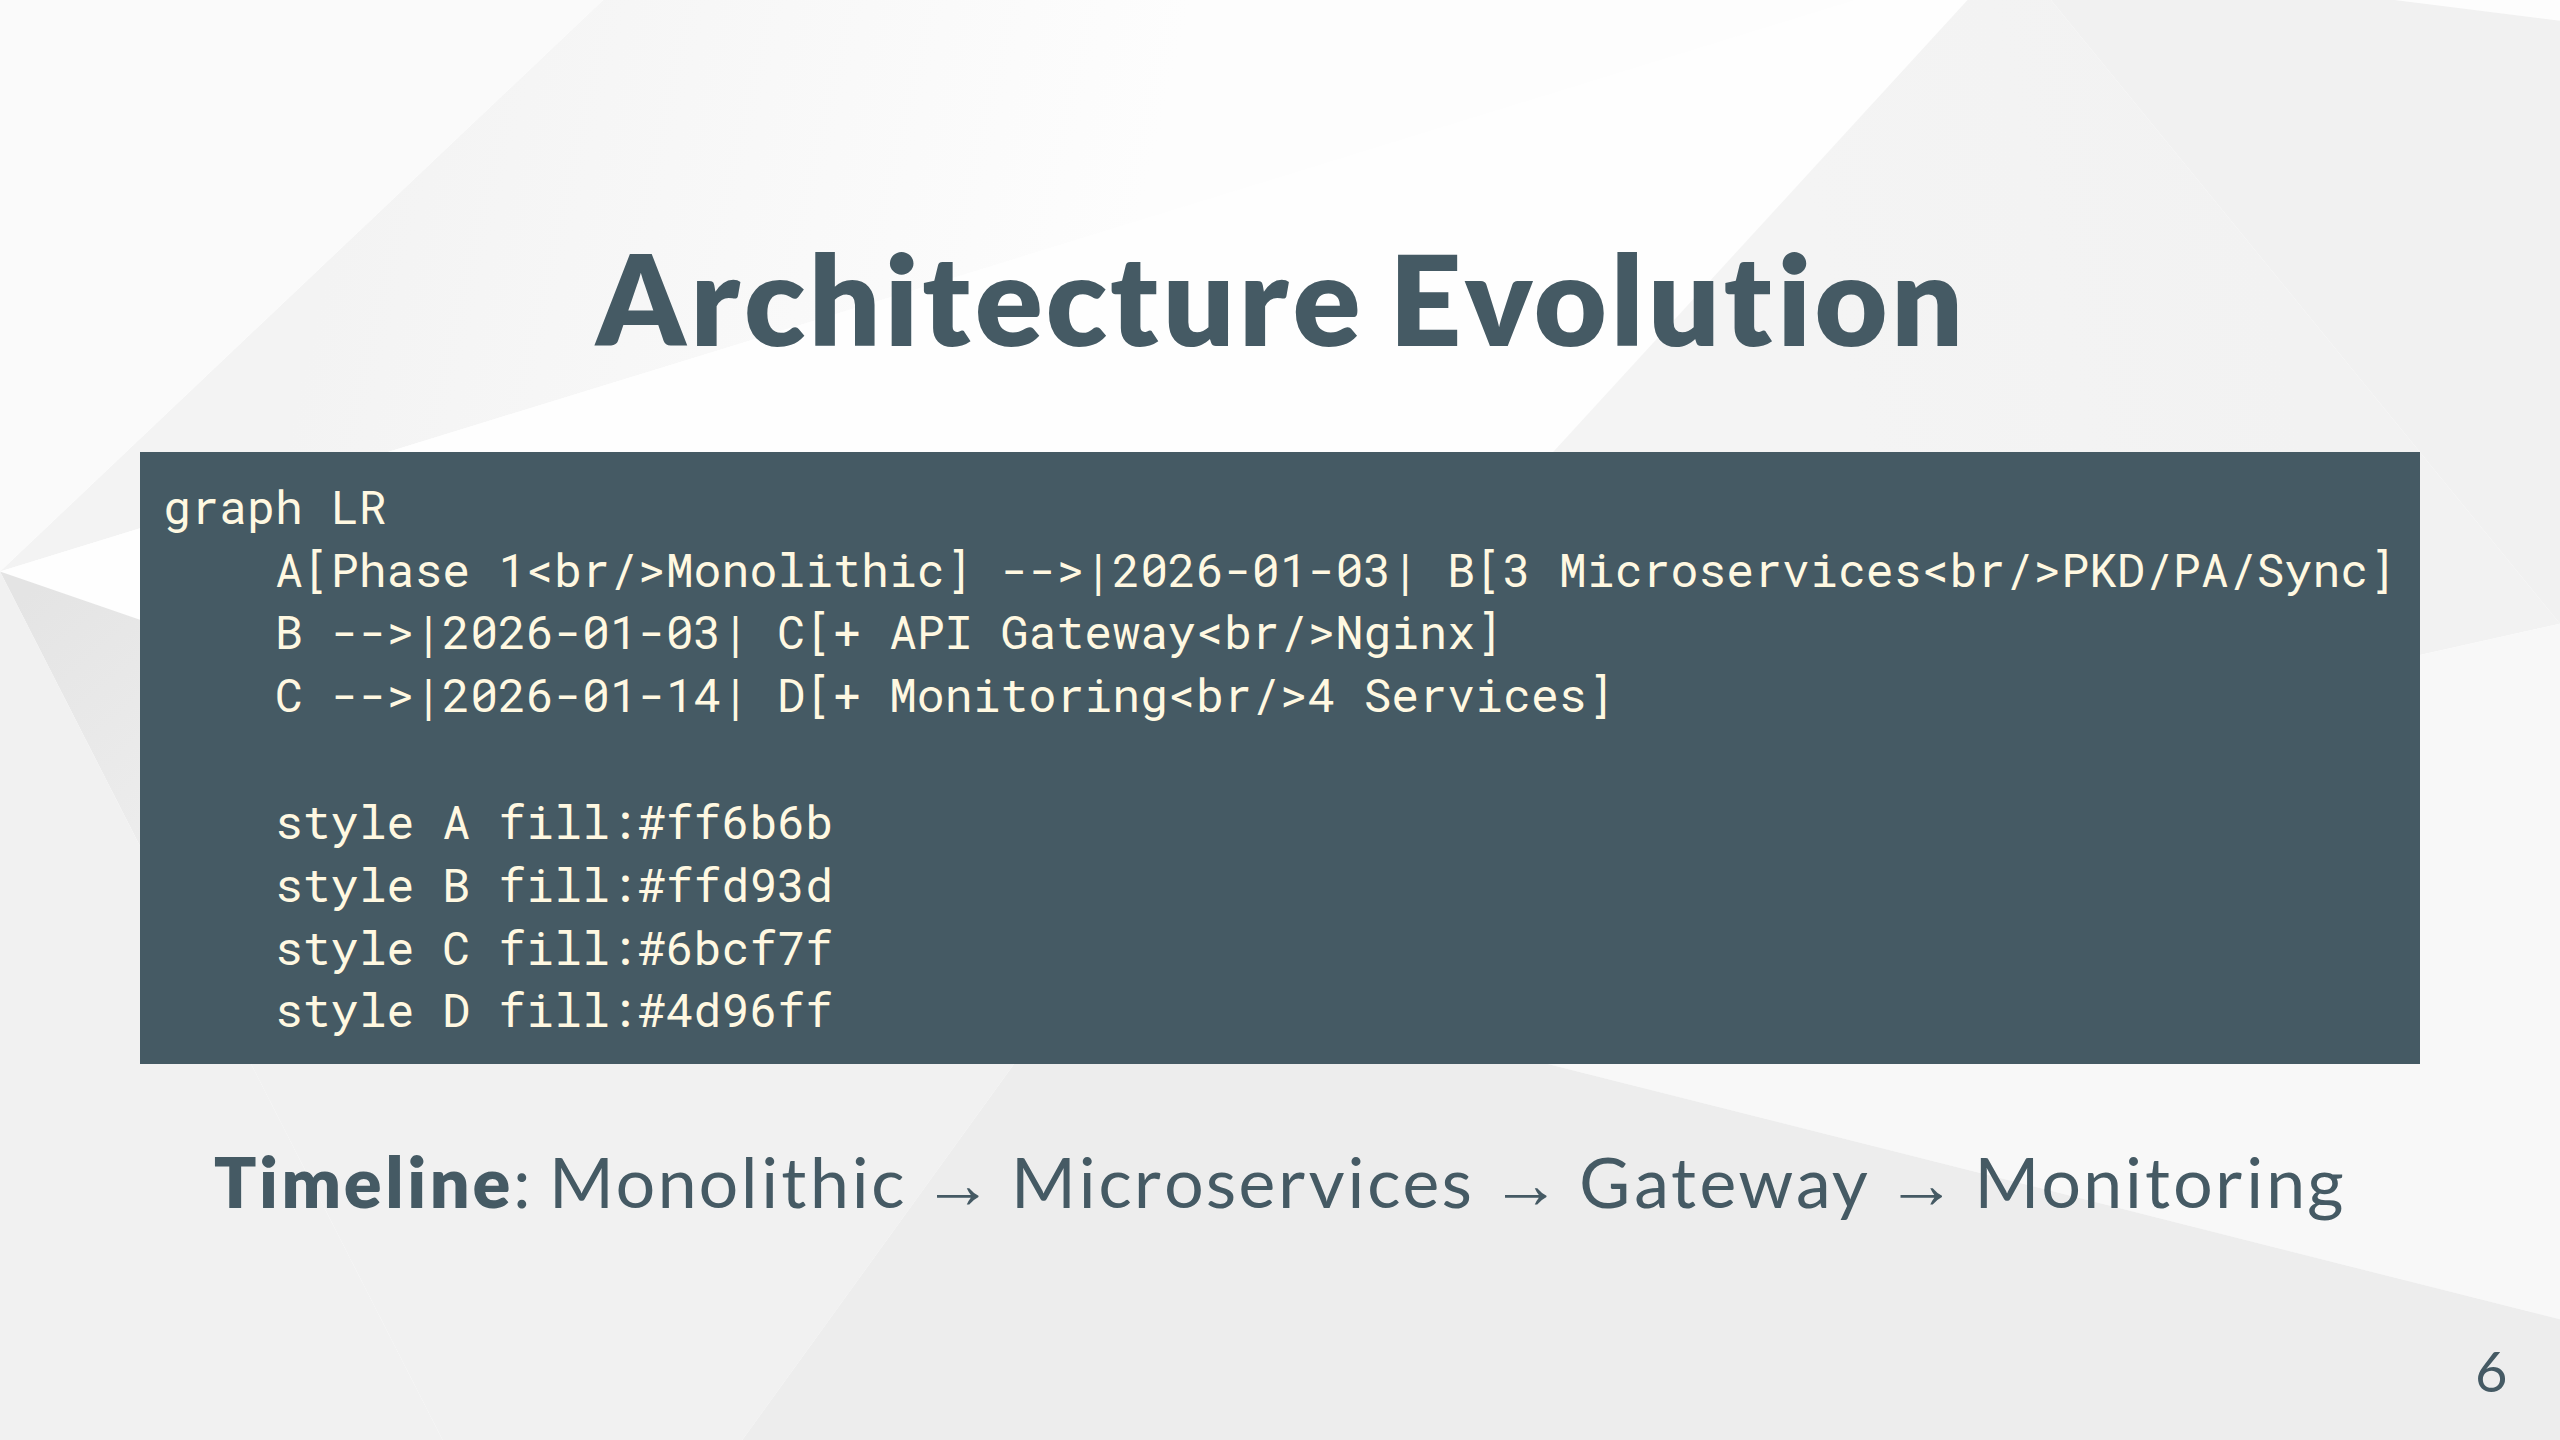 Architecture Evolution
graph LR
    A[Phase 1<br/>Monolithic] -->|2026-01-03| B[3 Microservices<br/>PKD/PA/Sync]
    B -->|2026-01-03| C[+ API Gateway<br/>Nginx]
    C -->|2026-01-14| D[+ Monitoring<br/>4 Services]

    style A fill:#ff6b6b
    style B fill:#ffd93d
    style C fill:#6bcf7f
    style D fill:#4d96ff
Timeline: Monolithic → Microservices → Gateway → Monitoring
6